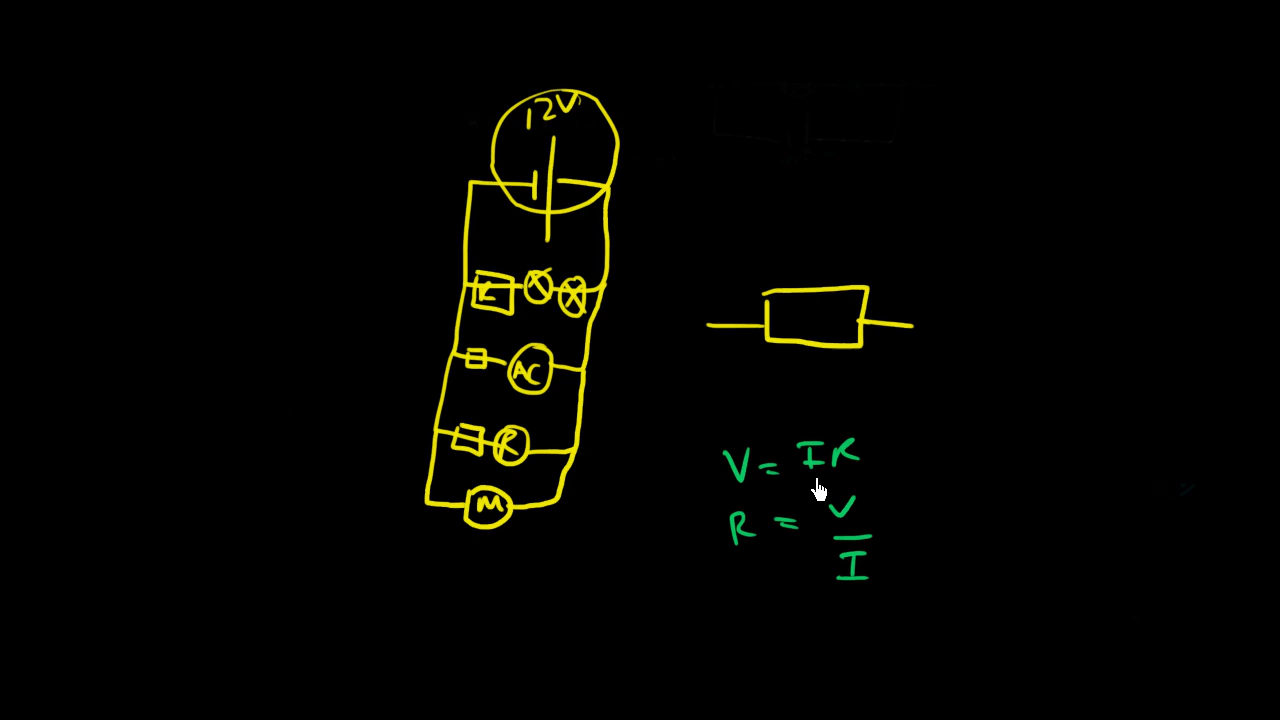 12V
R
AC
R
M
V = IR
R = V
I